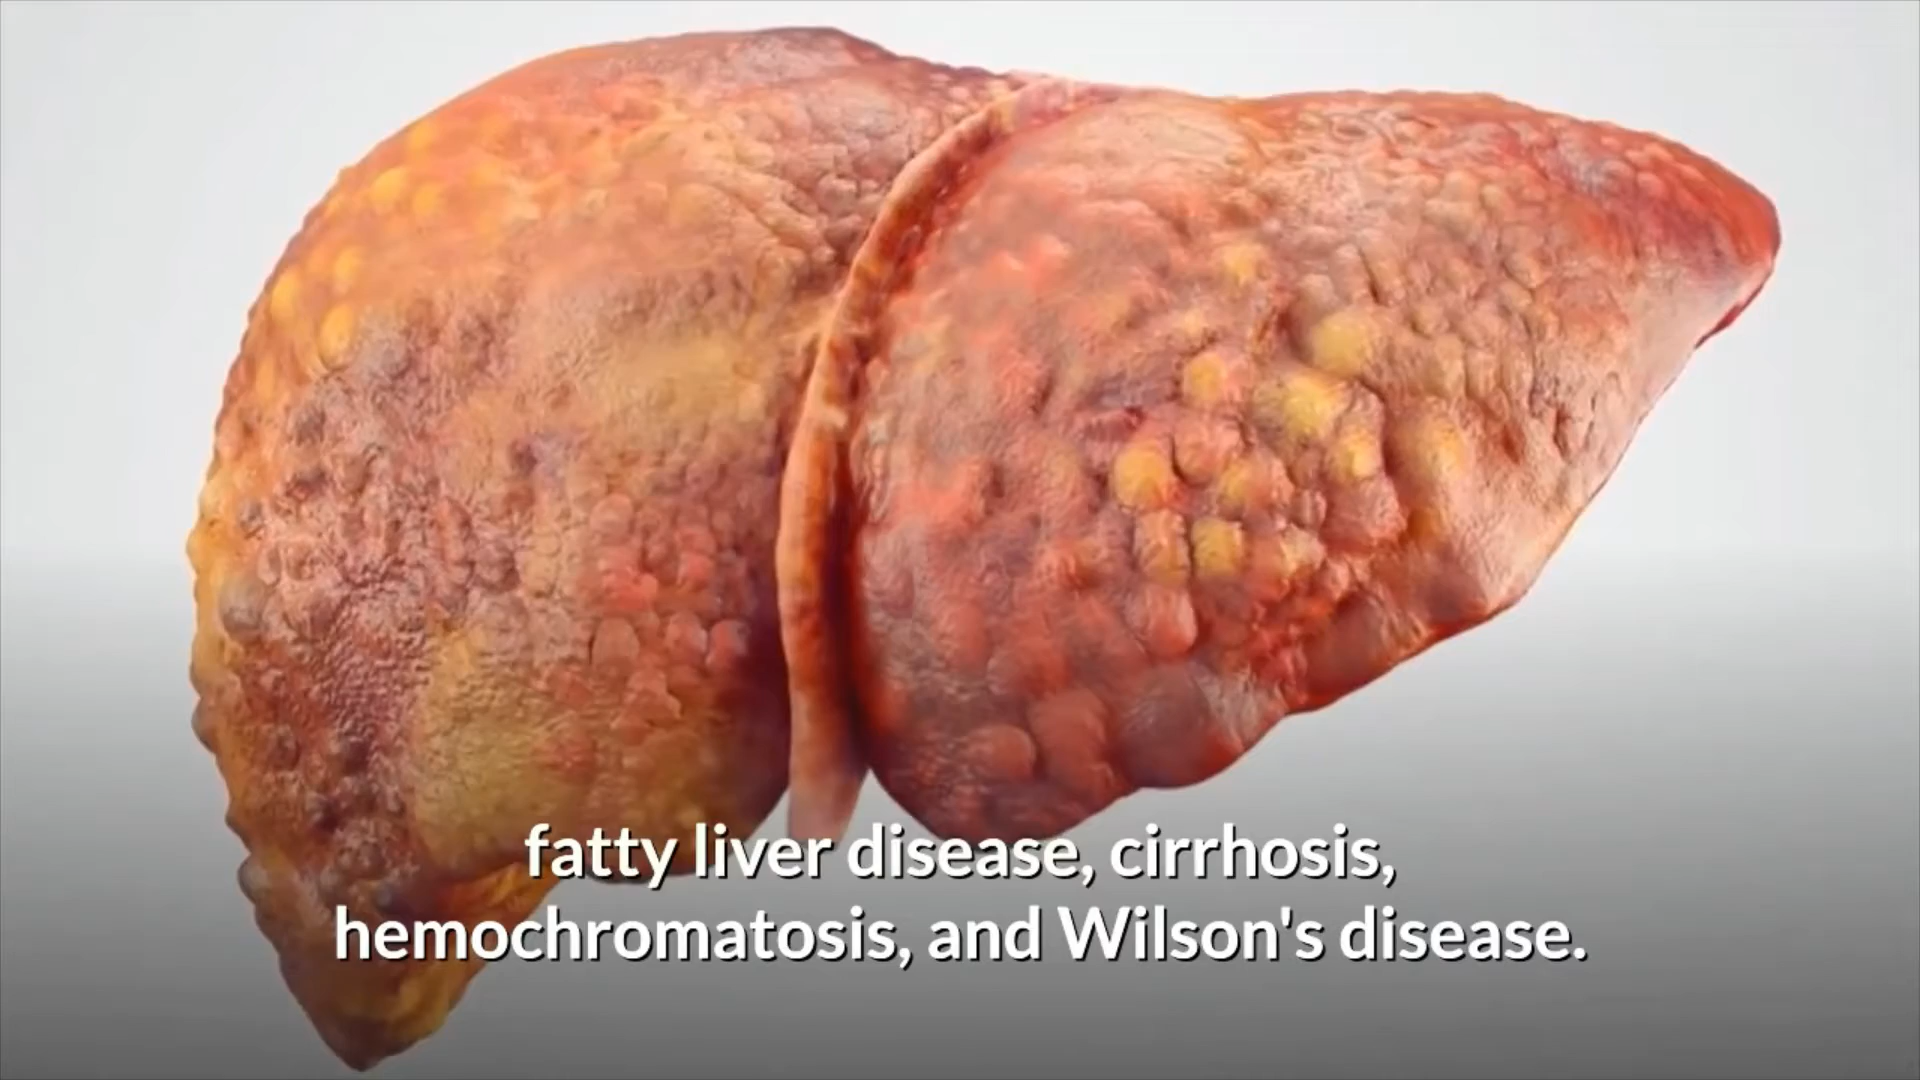 fatty liver disease, cirrhosis,
hemochromatosis, and Wilson's disease.